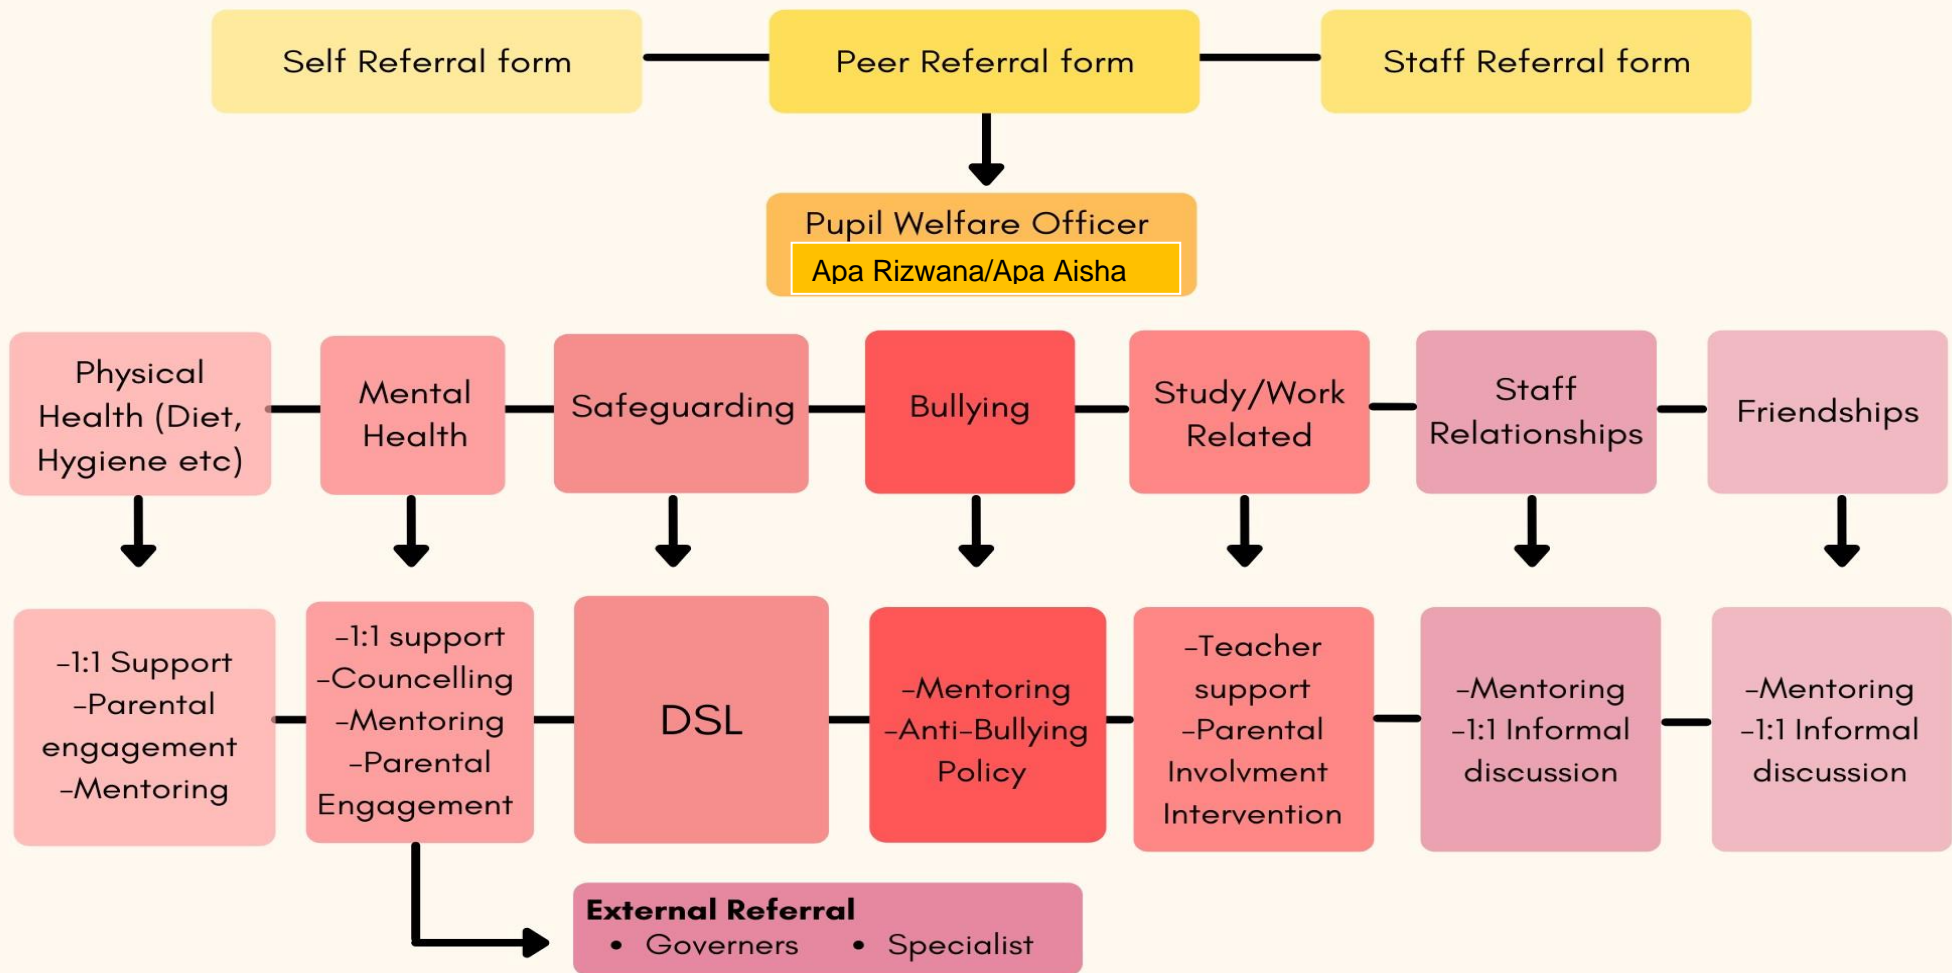 Self Referral form
Peer Referral form
Staff Referral form
Pupil Welfare Officer
Apa Rizwana/Apa Aisha
Physical
Health (Diet,
Hygiene etc)
Mental
Health
Safeguarding
Bullying
Study/Work
Related
Staff
Relationships
Friendships
-1:1 Support
-Parental
engagement
-Mentoring
-1:1 support
-Councelling
-Mentoring
-Parental
Engagement
DSL
-Mentoring
-Anti-Bullying
Policy
-Teacher
support
-Parental
Involvment
Intervention
-Mentoring
-1:1 Informal
discussion
-Mentoring
-1:1 Informal
discussion
External Referral
• Governers • Specialist